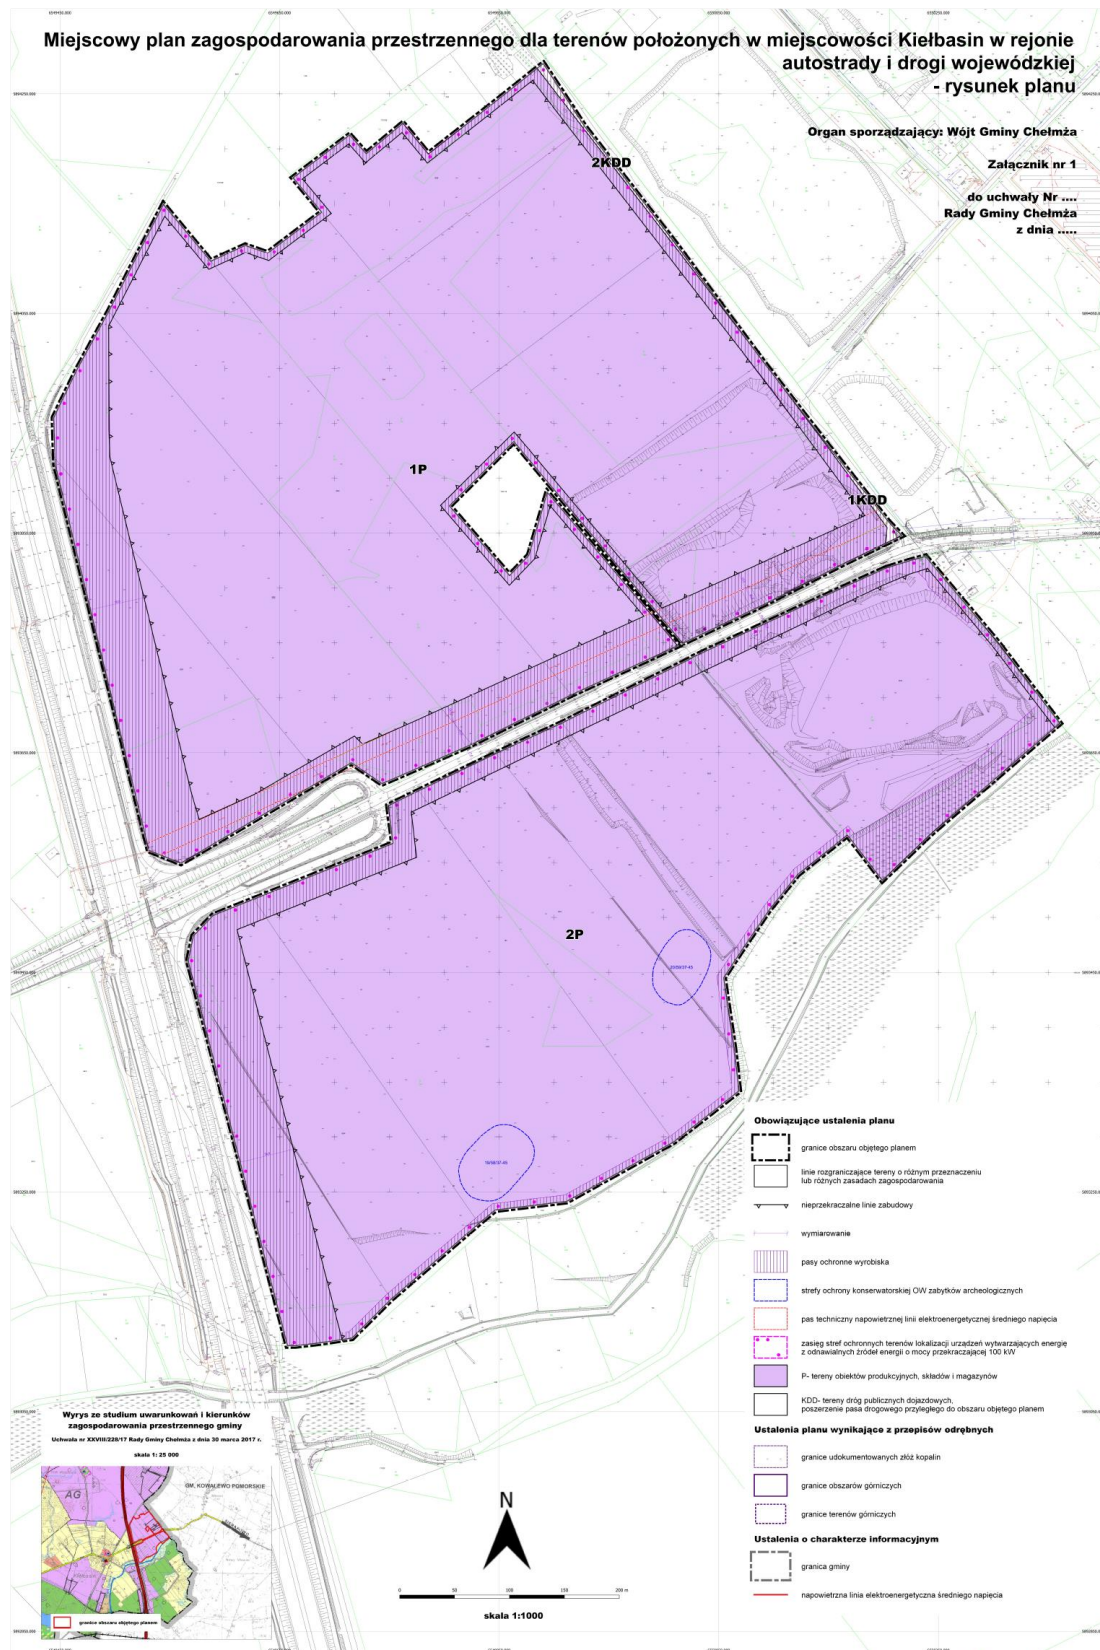 Miejscowy plan zagospodarowania przestrzennego dla terenów położonych w miejscowości Kiełbasin w rejonie
autostrady i drogi wojewódzkiej
- rysunek planu
Organ sporządzający: Wójt Gminy Chełmża
Załącznik nr 1
do uchwały Nr ....
Rady Gminy Chełmża
z dnia .....
2KDD
1P
1KDD
2P
Obowiązujące ustalenia planu
granice obszaru objętego planem
linie rozgraniczające tereny o różnym przeznaczeniu
lub różnych zasadach zagospodarowania
nieprzekraczalne linie zabudowy
wymiarowanie
pasy ochronne wyrobiska
strefy ochrony konserwatorskiej OW zabytków archeologicznych
pas techniczny napowietrznej linii elektroenergetycznej średniego napięcia
zasięg stref ochronnych terenów lokalizacji urządzeń wytwarzających energię
z odnawialnych źródeł energii o mocy przekraczającej 100 kW
P- tereny obiektów produkcyjnych, składów i magazynów
KDD- tereny dróg publicznych dojazdowych,
poszerzenie pasa drogowego przyległego do obszaru objętego planem
Ustalenia planu wynikające z przepisów odrębnych
granice udokumentowanych złóż kopalin
granice obszarów górniczych
granice terenów górniczych
Ustalenia o charakterze informacyjnym
granica gminy
napowietrzna linia elektroenergetyczna średniego napięcia
Wyrys ze studium uwarunkowań i kierunków
zagospodarowania przestrzennego gminy
Uchwała nr XXVIII/228/17 Rady Gminy Chełmża z dnia 30 marca 2017 r.
skala 1: 25 000
AG
GM. KOWALEWO POMORSKIE
granice obszaru objętego planem
N
0 50 100 150 200 m
skala 1:1000